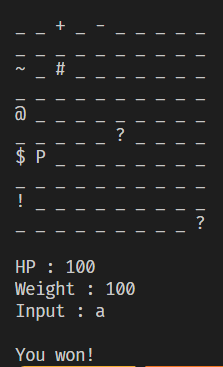 _ _ + _ - _ _ _ _ _
_ _ _ _ _ _ _ _ _ _
~ _ # _ _ _ _ _ _ _
_ _ _ _ _ _ _ _ _ _
@ _ _ _ _ _ _ _ _ _
_ _ _ _ _ ? _ _ _ _
$ P _ _ _ _ _ _ _ _
_ _ _ _ _ _ _ _ _ _
! _ _ _ _ _ _ _ _ _
_ _ _ _ _ _ _ _ _ ?
HP : 100
Weight : 100
Input : a
You won!